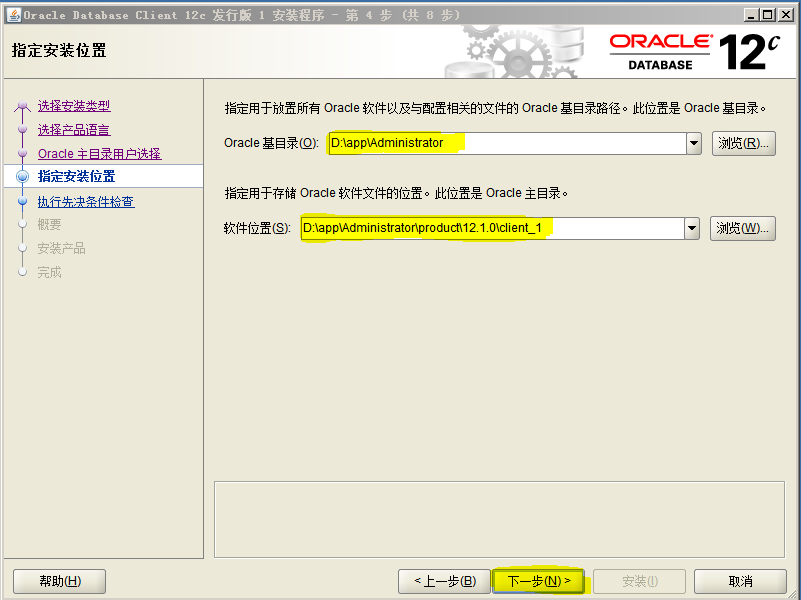 Oracle Database Client 12c 发行版 1 安装程序 - 第 4 步 (共 8 步)
指定安装位置
ORACLE®
DATABASE
12c
选择安装类型
选择产品语言
Oracle 主目录用户选择
指定安装位置
执行先决条件检查
概要
安装产品
完成
指定用于放置所有 Oracle 软件以及与配置相关的文件的 Oracle 基目录路径。此位置是 Oracle 基目录。
Oracle 基目录(O): D:\app\Administrator 浏览(R)...
指定用于存储 Oracle 软件文件的位置。此位置是 Oracle 主目录。
软件位置(S): D:\app\Administrator\product\12.1.0\client_1 浏览(W)...
帮助(H) < 上一步(B) 下一步(N) > 安装(I) 取消